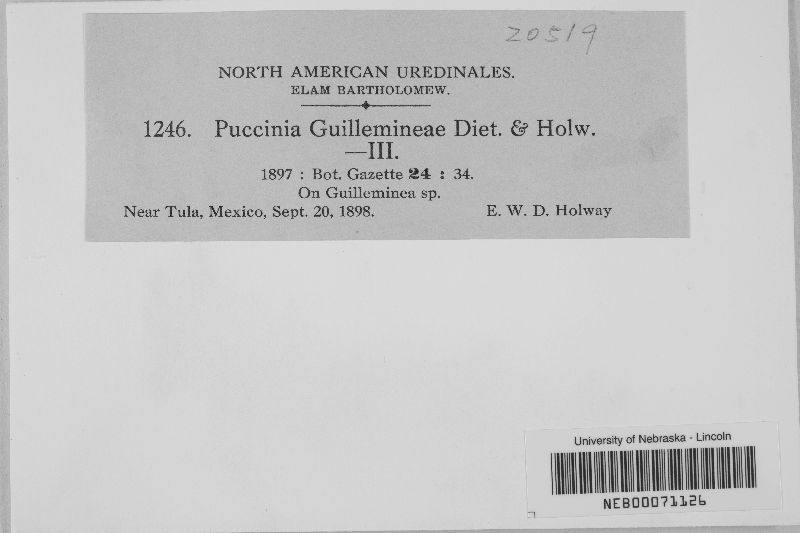 20519
NORTH AMERICAN UREDINALES.
ELAM BARTHOLOMEW.
1246. Puccinia Guillemineae Diet. & Holw.
—III.
1897 : Bot. Gazette 24 : 34.
On Guilleminea sp.
Near Tula, Mexico, Sept. 20, 1898. E. W. D. Holway
University of Nebraska - Lincoln
NEB00071126